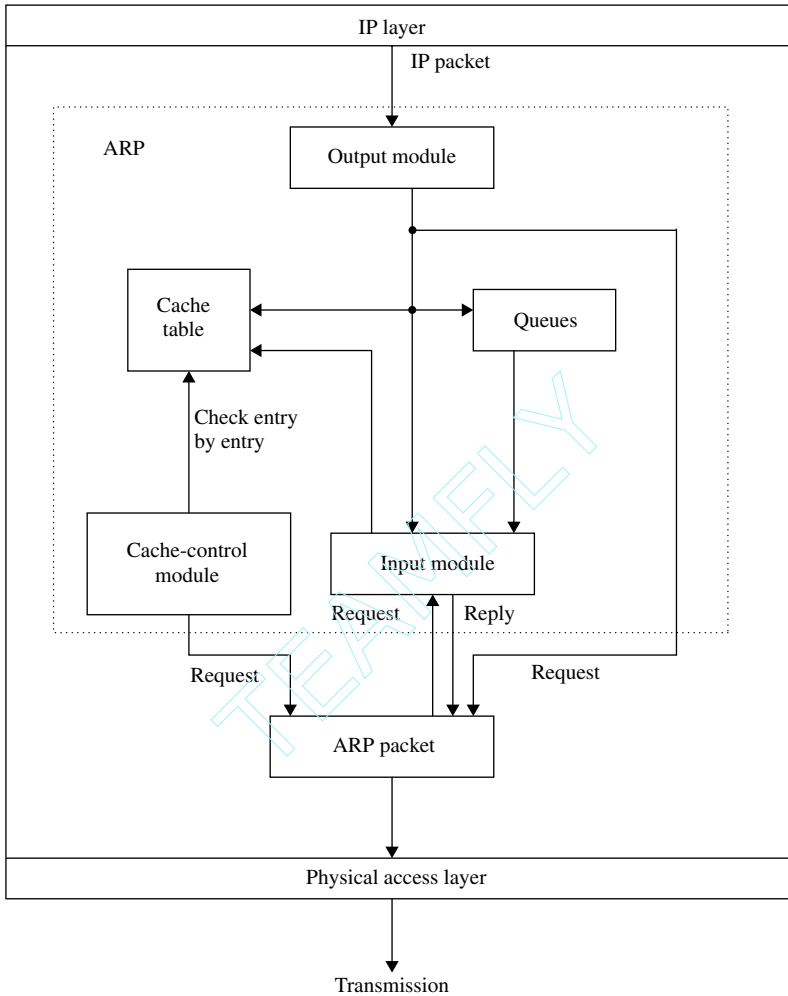 IP layer
IP packet
ARP
Output module
Cache
table
Queues
Check entry
by entry
Cache-control
module
Input module
Request
Reply
Request
Request
ARP packet
Physical access layer
Transmission
TEAMFLY